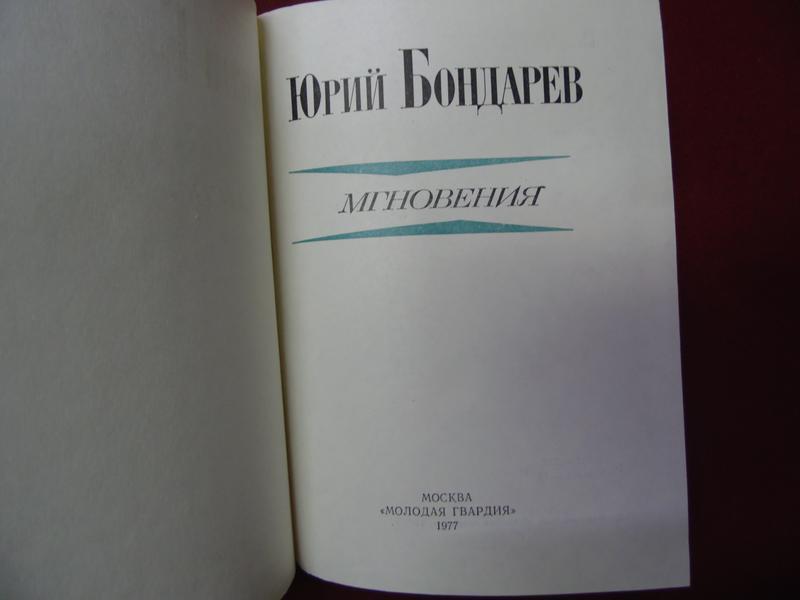 ЮРИЙ БОНДАРЕВ
МГНОВЕНИЯ
МОСКВА
«МОЛОДАЯ ГВАРДИЯ»
1977